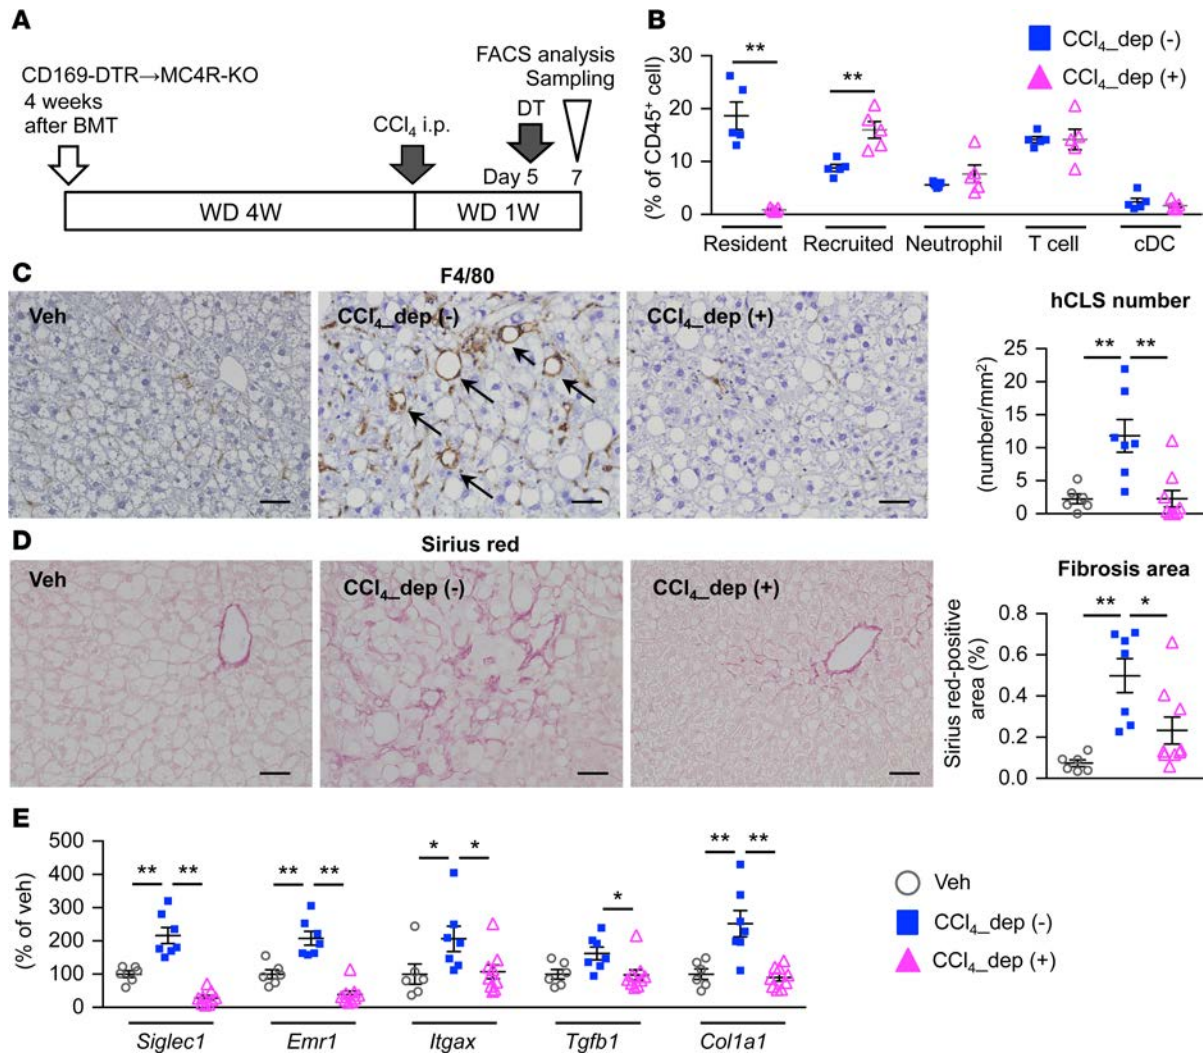 A
CD169-DTR→MC4R-KO
4 weeks
after BMT
CCl₄ i.p.
FACS analysis
Sampling
DT
Day 5
7
WD 4W
WD 1W
B
(% of CD45⁺ cell)
30
20
10
0
Resident
Recruited
Neutrophil
T cell
cDC
**
**
CCl₄_dep (-)
CCl₄_dep (+)
C
F4/80
Veh
CCl₄_dep (-)
CCl₄_dep (+)
hCLS number
(number/mm²)
25
20
15
10
5
0
** **
D
Sirius red
Veh
CCl₄_dep (-)
CCl₄_dep (+)
Fibrosis area
Sirius red-positive
area (%)
0.8
0.6
0.4
0.2
0.0
** *
E
(% of veh)
500
400
300
200
100
0
** **
** **
* *
*
** **
Siglec1
Emr1
Itgax
Tgfb1
Col1a1
Veh
CCl₄_dep (-)
CCl₄_dep (+)